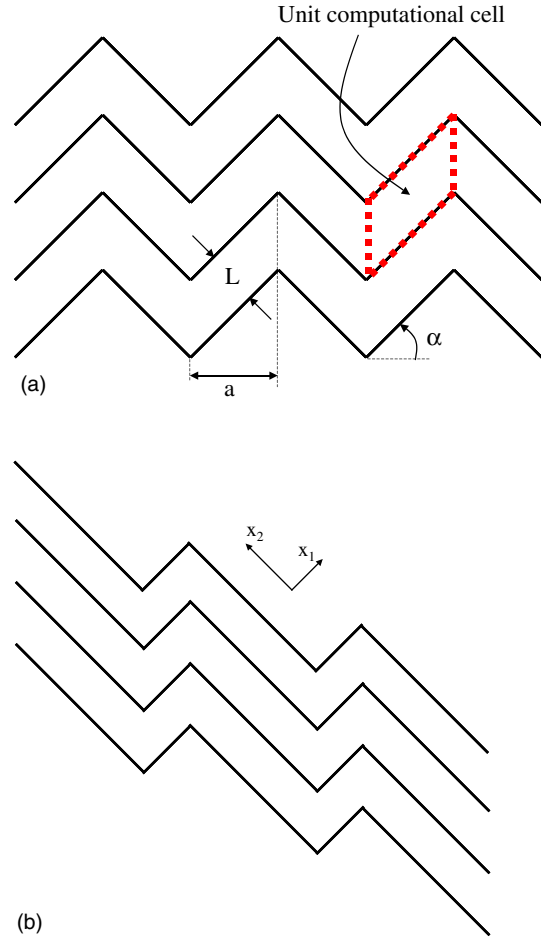 Unit computational cell
L
α
a
(a)
x₂
x₁
(b)